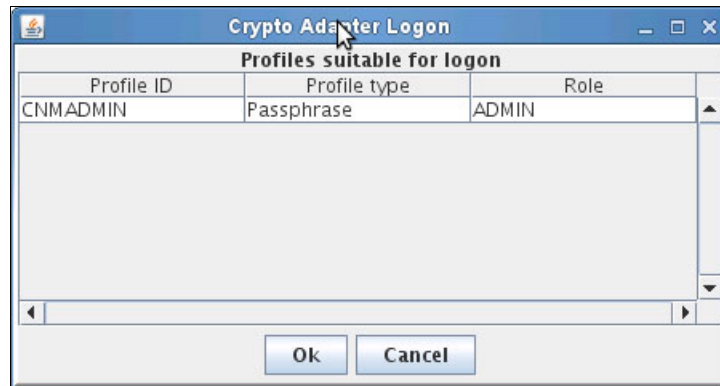 Crypto Adapter Logon
Profiles suitable for logon
Profile ID Profile type Role
CNMADMIN Passphrase ADMIN
Ok Cancel